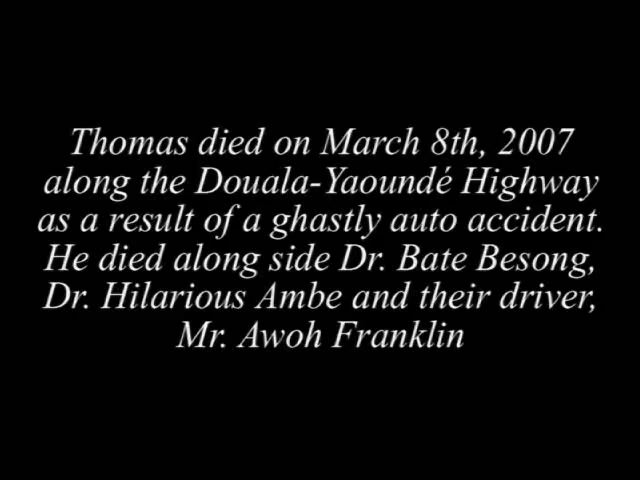 Thomas died on March 8th, 2007
along the Douala-Yaoundé Highway
as a result of a ghastly auto accident.
He died along side Dr. Bate Besong,
Dr. Hilarious Ambe and their driver,
Mr. Awoh Franklin